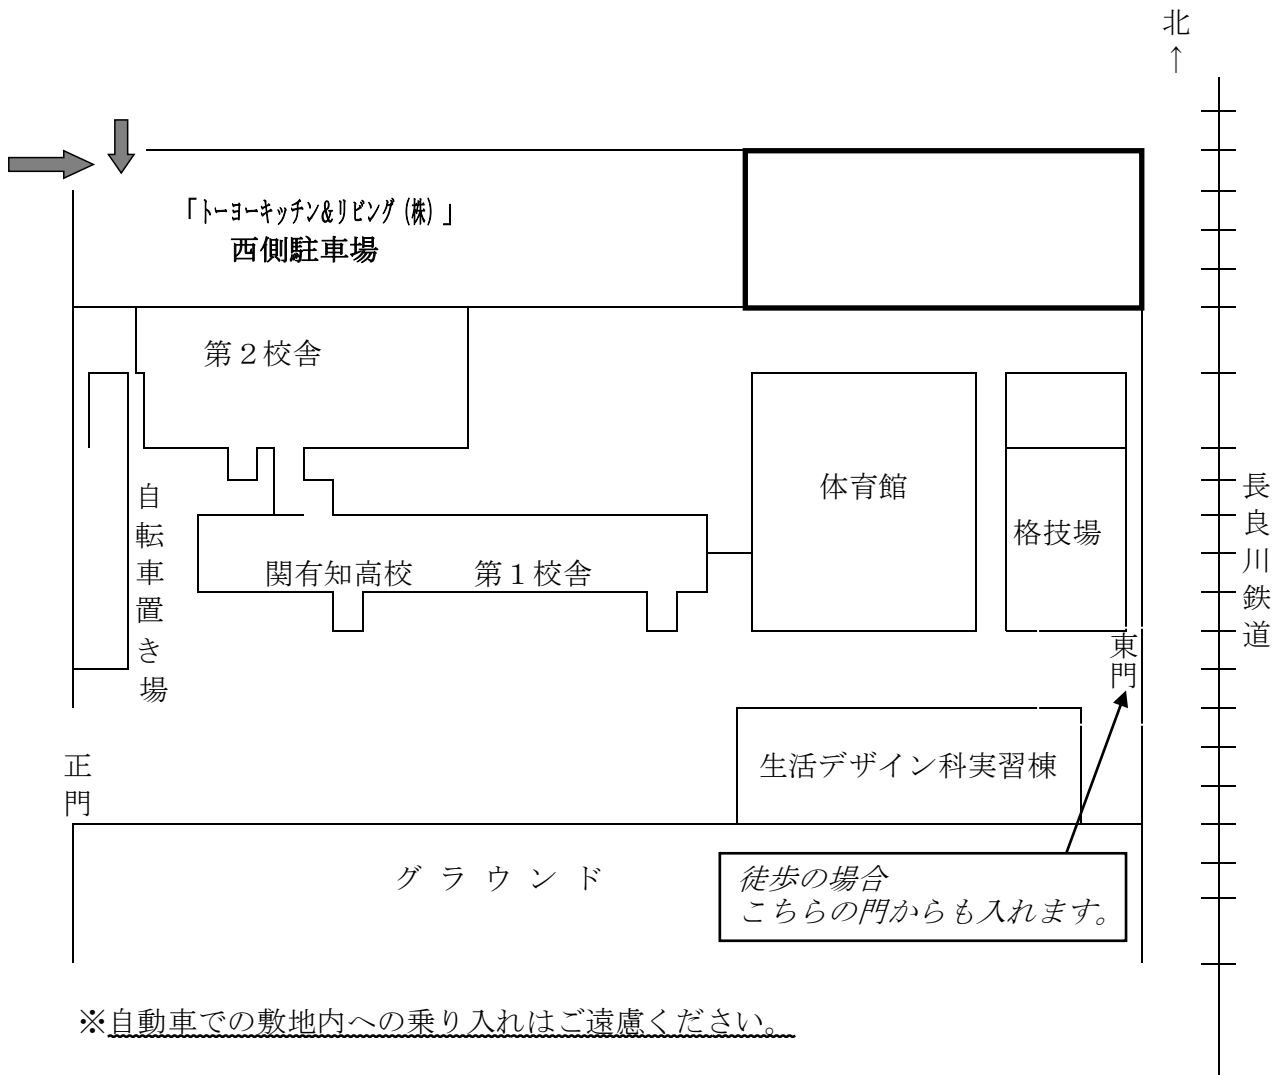 北
↑
「トーヨーキッチン&リビング(株)」
西側駐車場
第2校舎
自転車置き場
関有知高校 第1校舎
体育館
格技場
長良川鉄道
東門
正門
生活デザイン科実習棟
グラウンド
徒歩の場合
こちらの門からも入れます。
※自動車での敷地内への乗り入れはご遠慮ください。